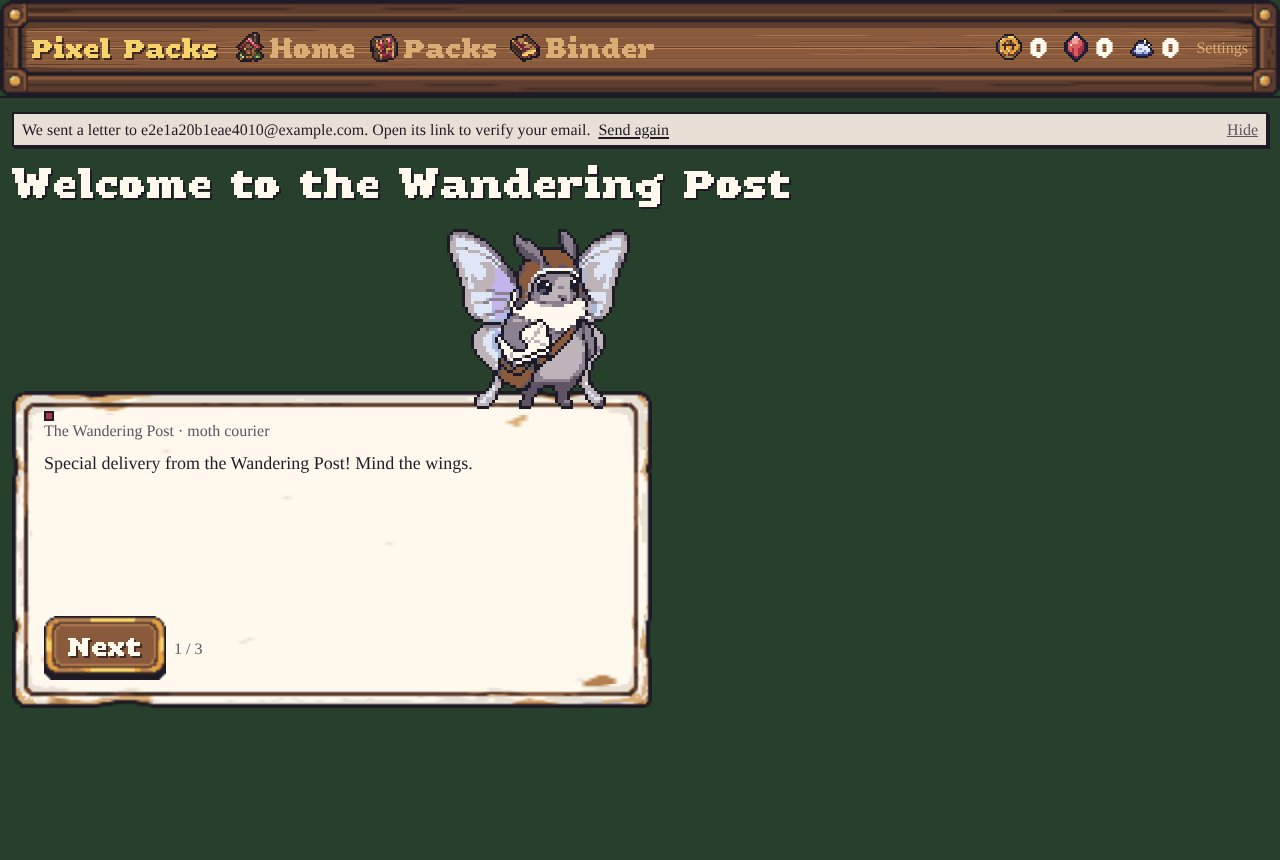 Pixel Packs Home Packs Binder 0 0 0 Settings
We sent a letter to e2e1a20b1eae4010@example.com. Open its link to verify your email. Send again Hide
Welcome to the Wandering Post
The Wandering Post · moth courier
Special delivery from the Wandering Post! Mind the wings.
Next 1 / 3